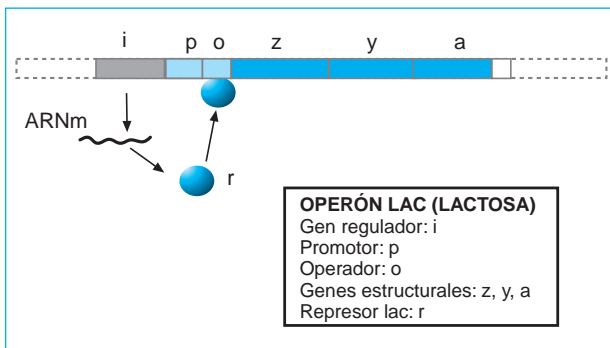 i p o z y a
ARNm
r
OPERÓN LAC (LACTOSA)
Gen regulador: i
Promotor: p
Operador: o
Genes estructurales: z, y, a
Represor lac: r